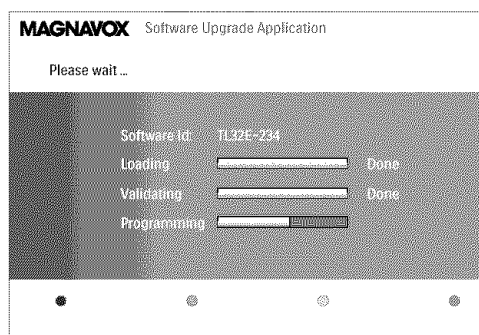 MAGNAVOX Software Upgrade Application
Please wait ...
Software Id: TL32E-234
Loading Done
Validating Done
Programming